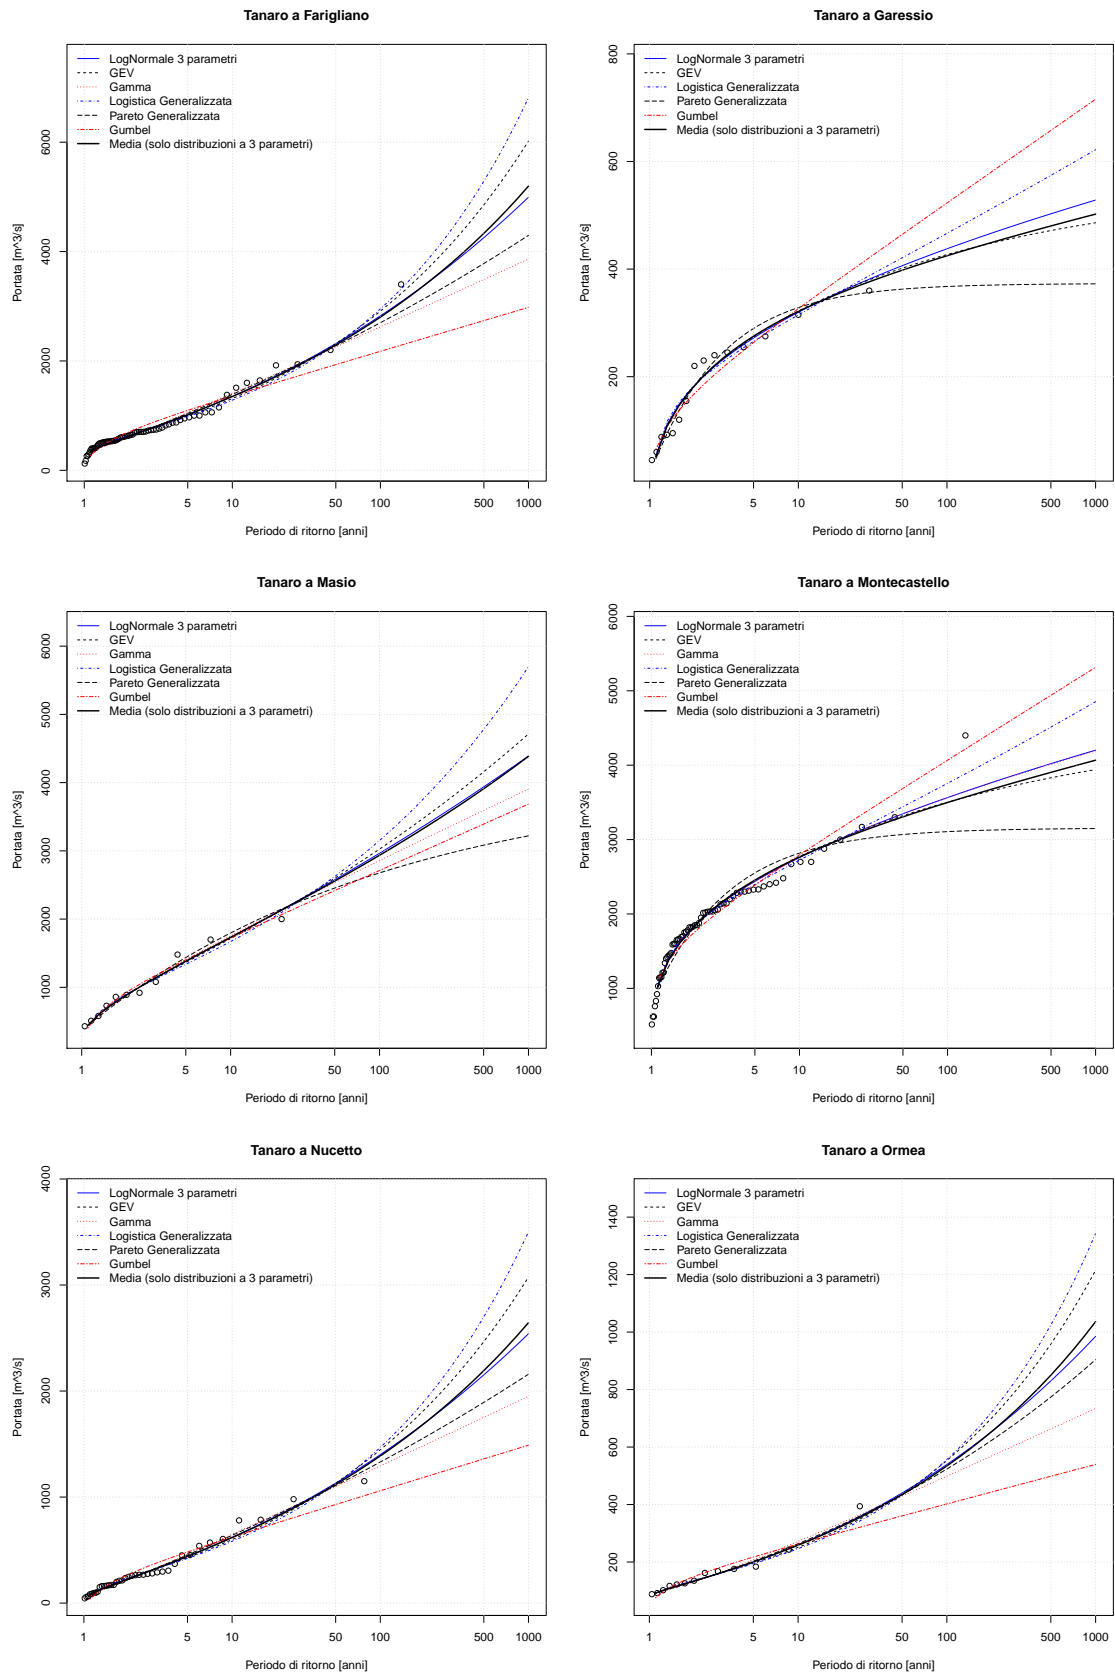 Tanaro a Farigliano
LogNormale 3 parametri
GEV
Gamma
Logistica Generalizzata
Pareto Generalizzata
Gumbel
Media (solo distribuzioni a 3 parametri)
Portata [m^3/s]
0
2000
4000
6000
1 5 10 50 100 500 1000
Periodo di ritorno [anni]
Tanaro a Garessio
LogNormale 3 parametri
GEV
Logistica Generalizzata
Pareto Generalizzata
Gumbel
Media (solo distribuzioni a 3 parametri)
Portata [m^3/s]
200
400
600
800
1 5 10 50 100 500 1000
Periodo di ritorno [anni]
Tanaro a Masio
LogNormale 3 parametri
GEV
Gamma
Logistica Generalizzata
Pareto Generalizzata
Gumbel
Media (solo distribuzioni a 3 parametri)
Portata [m^3/s]
1000
2000
3000
4000
5000
6000
1 5 10 50 100 500 1000
Periodo di ritorno [anni]
Tanaro a Montecastello
LogNormale 3 parametri
GEV
Gamma
Logistica Generalizzata
Pareto Generalizzata
Gumbel
Media (solo distribuzioni a 3 parametri)
Portata [m^3/s]
1000
2000
3000
4000
5000
6000
1 5 10 50 100 500 1000
Periodo di ritorno [anni]
Tanaro a Nucetto
LogNormale 3 parametri
GEV
Gamma
Logistica Generalizzata
Pareto Generalizzata
Gumbel
Media (solo distribuzioni a 3 parametri)
Portata [m^3/s]
0
1000
2000
3000
4000
1 5 10 50 100 500 1000
Periodo di ritorno [anni]
Tanaro a Ormea
LogNormale 3 parametri
GEV
Gamma
Logistica Generalizzata
Pareto Generalizzata
Gumbel
Media (solo distribuzioni a 3 parametri)
Portata [m^3/s]
200
400
600
800
1000
1200
1400
1 5 10 50 100 500 1000
Periodo di ritorno [anni]